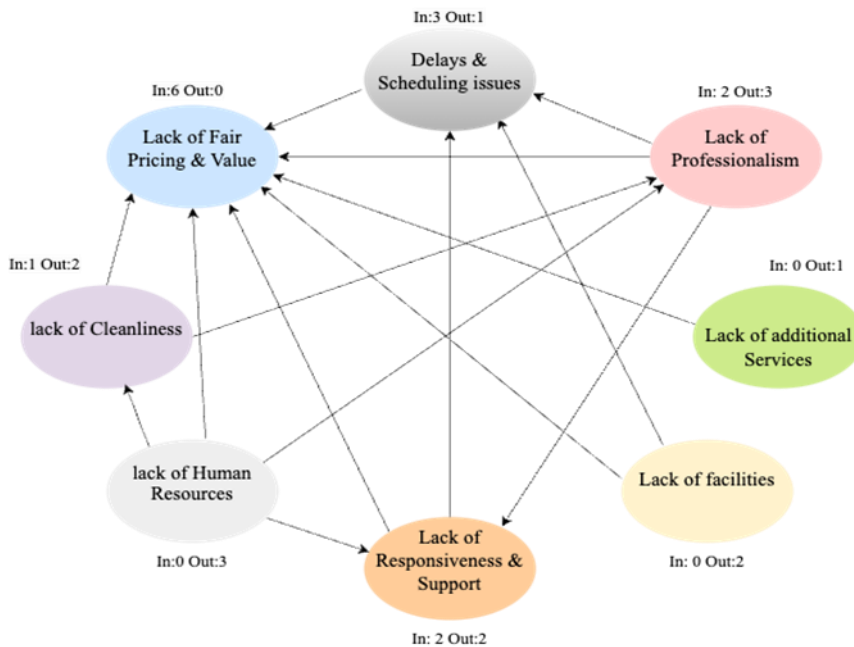 In:3 Out:1
Delays &
Scheduling issues
In:6 Out:0
Lack of Fair
Pricing & Value
In: 2 Out:3
Lack of
Professionalism
In:1 Out:2
lack of Cleanliness
In: 0 Out:1
Lack of additional
Services
lack of Human
Resources
In:0 Out:3
Lack of facilities
In: 0 Out:2
Lack of
Responsiveness &
Support
In: 2 Out:2